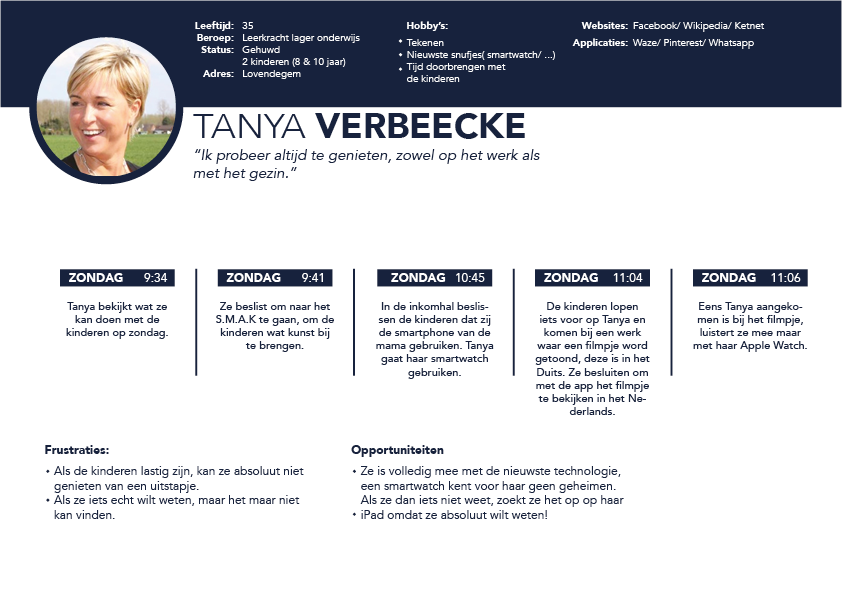 Leeftijd: 35
Beroep: Leerkracht lager onderwijs
Status: Gehuwd
2 kinderen (8 & 10 jaar)
Adres: Lovendegem
Hobby's:
• Tekenen
• Nieuwste snufjes( smartwatch/ ...)
• Tijd doorbrengen met
de kinderen
Websites: Facebook/ Wikipedia/ Ketnet
Applicaties: Waze/ Pinterest/ Whatsapp
TANYA VERBEECKE
“Ik probeer altijd te genieten, zowel op het werk als
met het gezin.”
ZONDAG 9:34
Tanya bekijkt wat ze
kan doen met de
kinderen op zondag.
ZONDAG 9:41
Ze beslist om naar het
S.M.A.K te gaan, om de
kinderen wat kunst bij
te brengen.
ZONDAG 10:45
In de inkomhal beslis-
sen de kinderen dat zij
de smartphone van de
mama gebruiken. Tanya
gaat haar smartwatch
gebruiken.
ZONDAG 11:04
De kinderen lopen
iets voor op Tanya en
komen bij een werk
waar een filmpje word
getoond, deze is in het
Duits. Ze besluiten om
met de app het filmpje
te bekijken in het Ne-
derlands.
ZONDAG 11:06
Eens Tanya aangeko-
men is bij het filmpje,
luistert ze mee maar
met haar Apple Watch.
Frustraties:
• Als de kinderen lastig zijn, kan ze absoluut niet
genieten van een uitstapje.
• Als ze iets echt wilt weten, maar het maar niet
kan vinden.
Opportuniteiten
• Ze is volledig mee met de nieuwste technologie,
een smartwatch kent voor haar geen geheimen.
Als ze dan iets niet weet, zoekt ze het op op haar
• iPad omdat ze absoluut wilt weten!